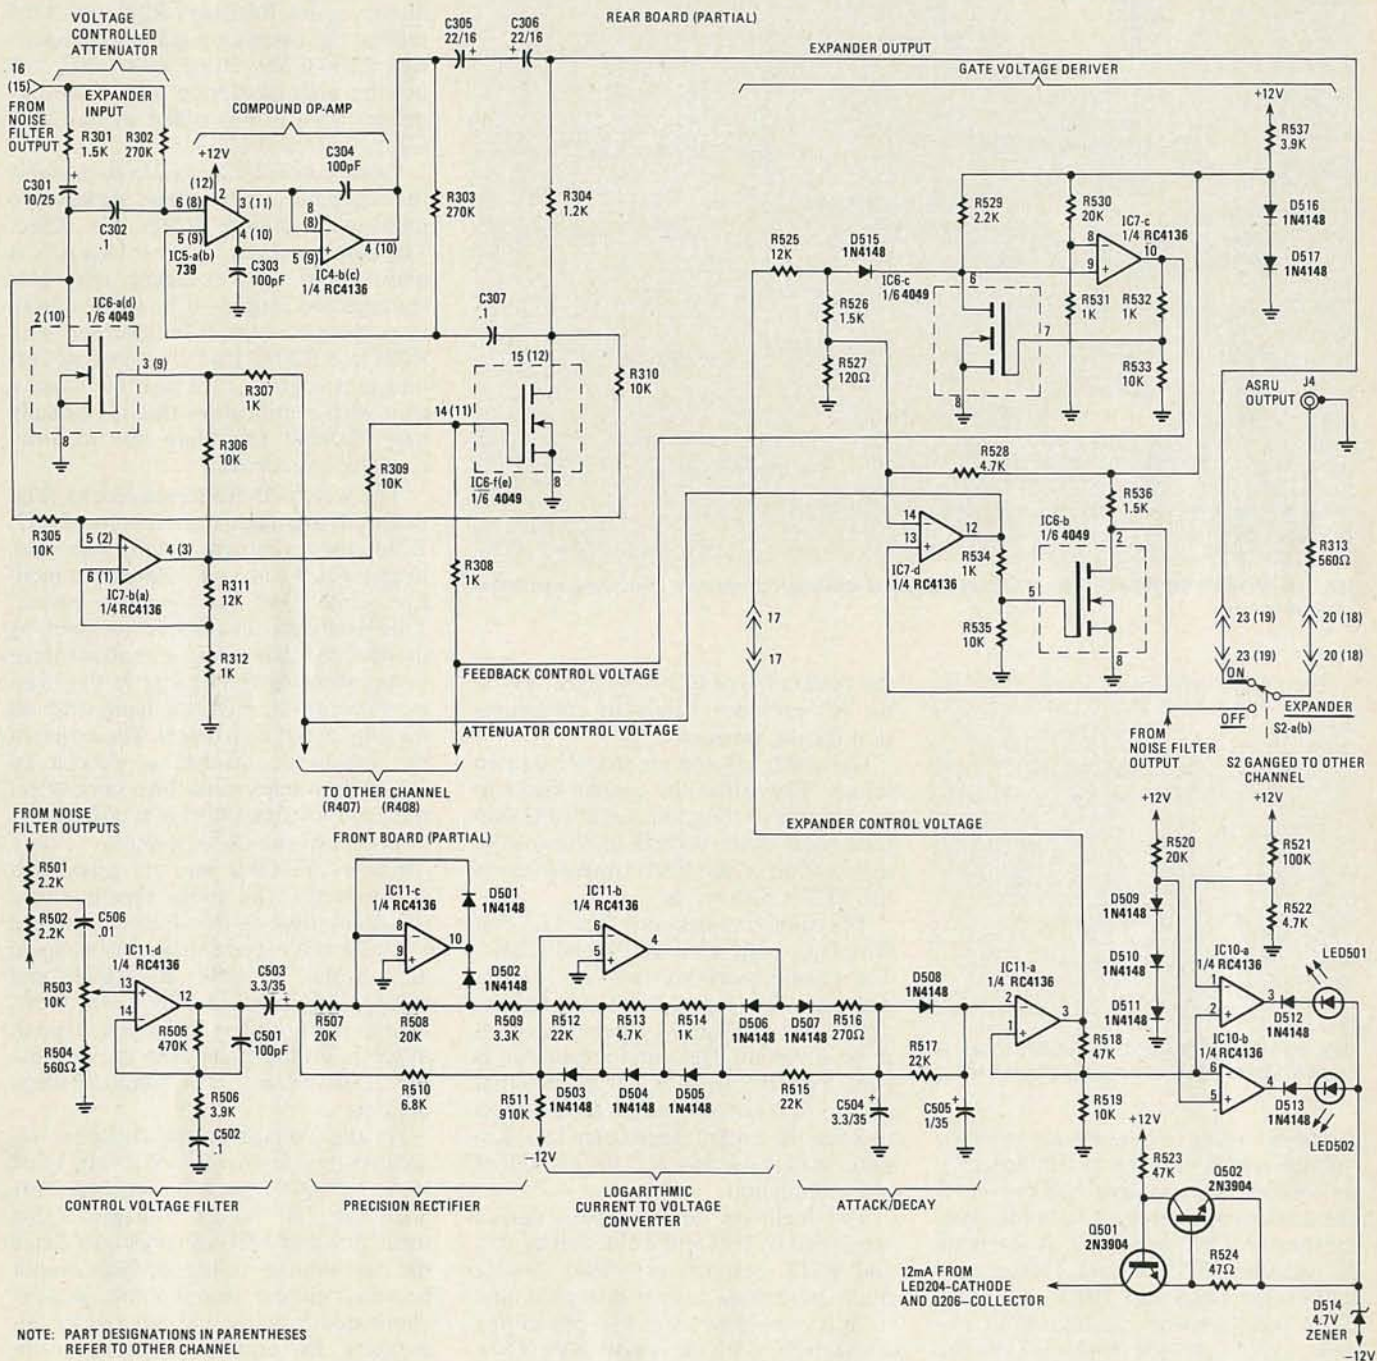 VOLTAGE
CONTROLLED
ATTENUATOR
REAR BOARD (PARTIAL)
C305
22/16
+
C306
22/16
+
EXPANDER OUTPUT
GATE VOLTAGE DERIVER
16
(15)
FROM
NOISE
FILTER
OUTPUT
EXPANDER
INPUT
R301
1.5K
R302
270K
COMPOUND OP-AMP
+12V
(12)
2
C304
100pF
C301
10/25
+
C302
.1
6 (8)
5 (9)
3 (11)
4 (10)
IC5-a(b)
739
C303
100pF
8
(8)
5 (9)
4 (10)
IC4-b(c)
1/4 RC4136
R303
270K
R304
1.2K
C307
.1
+12V
R537
3.9K
R529
2.2K
R530
20K
IC7-c
1/4 RC4136
8
9
10
D516
1N4148
D517
1N4148
R525
12K
D515
1N4148
R526
1.5K
R527
120Ω
IC6-c
1/6 4049
6
7
8
R531
1K
R532
1K
R533
10K
IC6-a(d)
1/6 4049
2 (10)
3 (9)
8
R307
1K
R306
10K
R309
10K
15 (12)
14 (11)
IC6-f(e)
1/6 4049
8
R310
10K
ASRU
OUTPUT
J4
R528
4.7K
R536
1.5K
IC6-b
1/6 4049
2
5
8
14
13
12
IC7-d
1/4 RC4136
R534
1K
R535
10K
R313
560Ω
R305
10K
5 (2)
6 (1)
4 (3)
IC7-b(a)
1/4 RC4136
R311
12K
R312
1K
R308
1K
17
17
23 (19)
20 (18)
23 (19)
20 (18)
ON
OFF
EXPANDER
S2-a(b)
FROM
NOISE FILTER
OUTPUT
S2 GANGED TO OTHER
CHANNEL
FEEDBACK CONTROL VOLTAGE
ATTENUATOR CONTROL VOLTAGE
TO OTHER CHANNEL
(R407) (R408)
FROM NOISE
FILTER OUTPUTS
FRONT BOARD (PARTIAL)
EXPANDER CONTROL VOLTAGE
R501
2.2K
R502
2.2K
C506
.01
R503
10K
R504
560Ω
IC11-d
1/4 RC4136
13
14
12
R505
470K
C501
100pF
R506
3.9K
C502
.1
C503
3.3/35
+
R507
20K
IC11-c
1/4 RC4136
8
9
10
D501
1N4148
D502
1N4148
R508
20K
R509
3.3K
R510
6.8K
R511
910K
-12V
IC11-b
1/4 RC4136
6
5
4
R512
22K
R513
4.7K
R514
1K
D503
1N4148
D504
1N4148
D505
1N4148
D506
1N4148
D507
1N4148
R516
270Ω
D508
1N4148
R517
22K
R515
22K
C504
3.3/35
+
C505
1/35
+
IC11-a
1/4 RC4136
2
1
3
R518
47K
R519
10K
+12V
R520
20K
D509
1N4148
D510
1N4148
D511
1N4148
+12V
R521
100K
R522
4.7K
IC10-a
1/4 RC4136
1
2
3
LED501
D512
1N4148
IC10-b
1/4 RC4136
6
5
4
D513
1N4148
LED502
CONTROL VOLTAGE FILTER
PRECISION RECTIFIER
LOGARITHMIC
CURRENT TO VOLTAGE
CONVERTER
ATTACK/DECAY
+12V
R523
47K
Q502
2N3904
Q501
2N3904
R524
47Ω
12mA FROM
LED204-CATHODE
AND Q206-COLLECTOR
D514
4.7V
ZENER
-12V
NOTE: PART DESIGNATIONS IN PARENTHESES
REFER TO OTHER CHANNEL